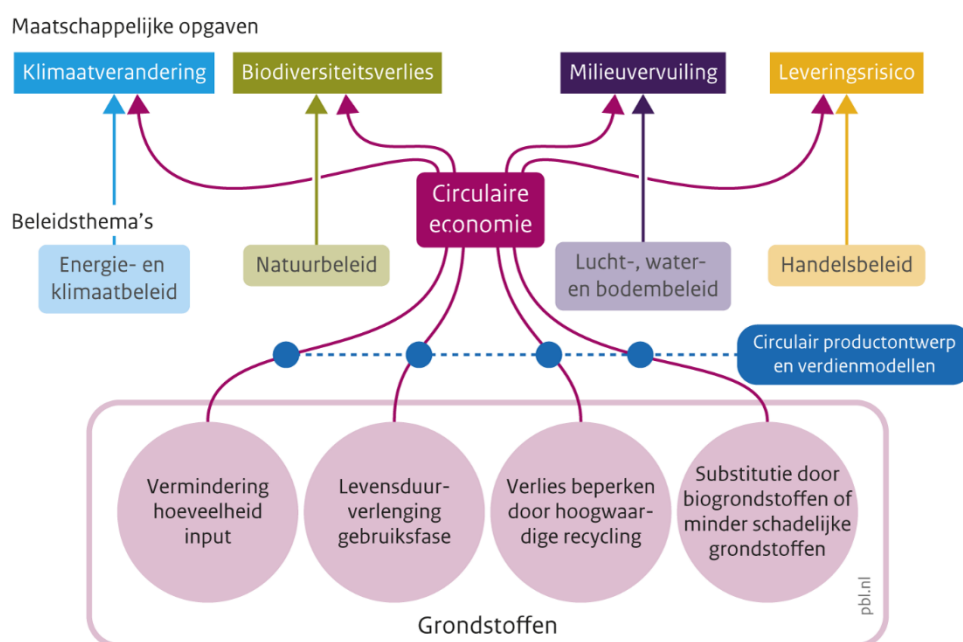 Maatschappelijke opgaven
Klimaatverandering
Biodiversiteitsverlies
Milieuvervuiling
Leveringsrisico
Circulaire
economie
Beleidsthema's
Energie- en
klimaatbeleid
Natuurbeleid
Lucht-, water-
en bodembeleid
Handelsbeleid
Circulair productontwerp
en verdienmodellen
Vermindering
hoeveelheid
input
Levensduur-
verlenging
gebruiksfase
Verlies beperken
door hoogwaar-
dige recycling
Substitutie door
biogrondstoffen of
minder schadelijke
grondstoffen
pbl.nl
Grondstoffen